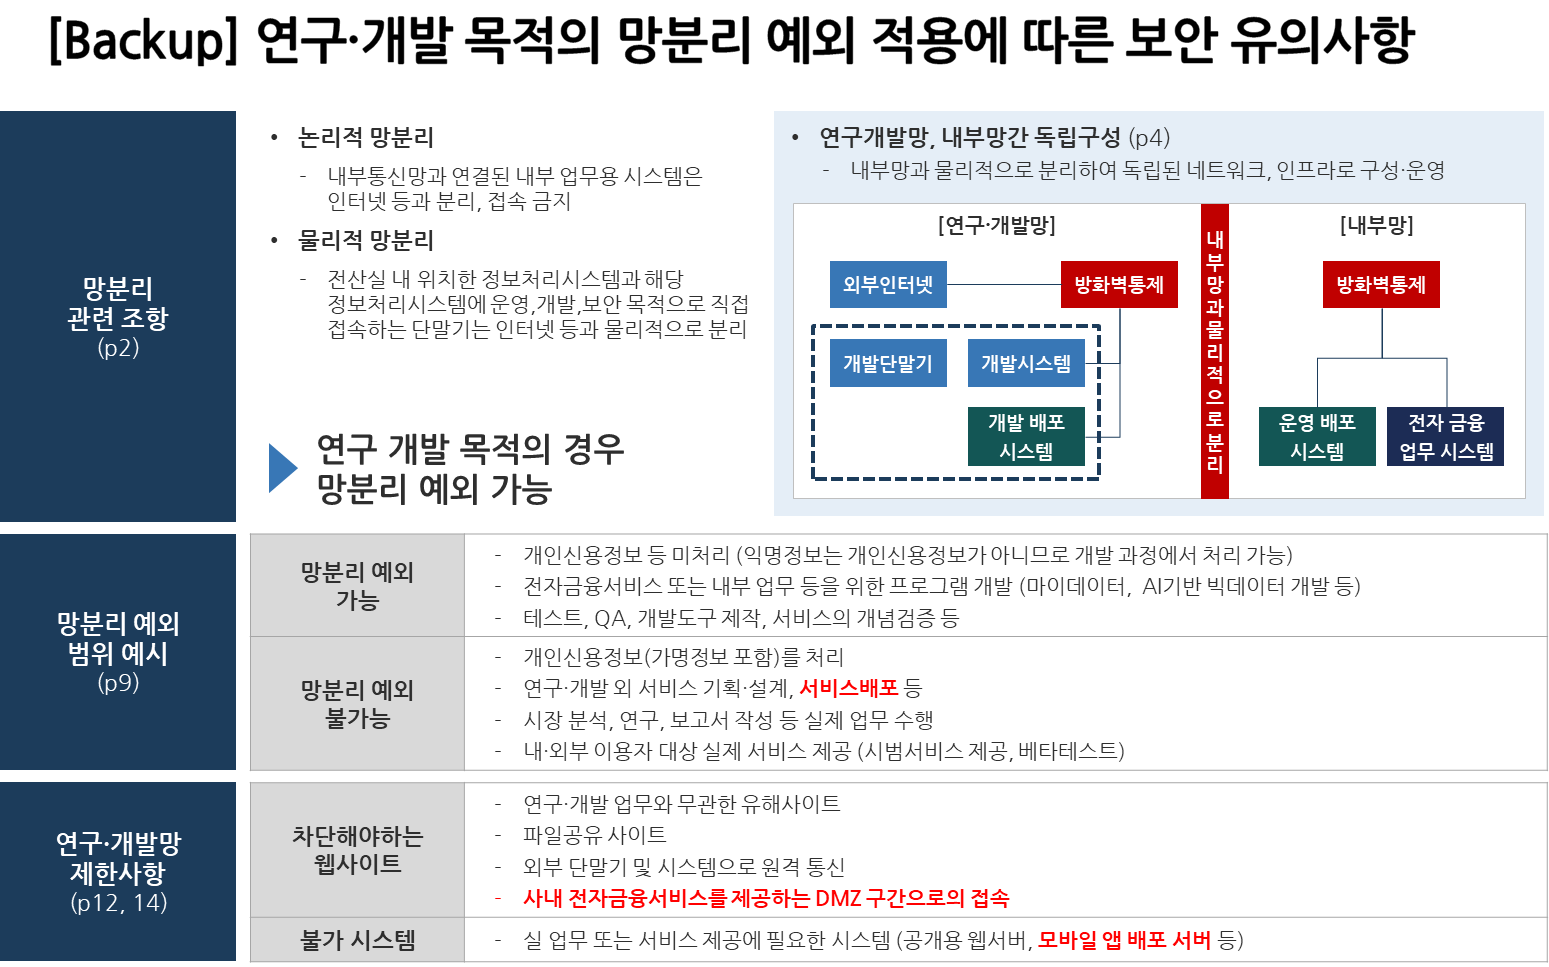 [Backup] 연구·개발 목적의 망분리 예외 적용에 따른 보안 유의사항
망분리
관련 조항
(p2)
• 논리적 망분리
- 내부통신망과 연결된 내부 업무용 시스템은
인터넷 등과 분리, 접속 금지
• 물리적 망분리
- 전산실 내 위치한 정보처리시스템과 해당
정보처리시스템에 운영,개발,보안 목적으로 직접
접속하는 단말기는 인터넷 등과 물리적으로 분리
연구 개발 목적의 경우
망분리 예외 가능
• 연구개발망, 내부망간 독립구성 (p4)
- 내부망과 물리적으로 분리하여 독립된 네트워크, 인프라로 구성·운영
[연구·개발망]
외부인터넷
방화벽통제
개발단말기
개발시스템
개발 배포
시스템
내부망과물리적으로분리
[내부망]
방화벽통제
운영 배포
시스템
전자 금융
업무 시스템
망분리 예외
범위 예시
(p9)
망분리 예외
가능
- 개인신용정보 등 미처리 (익명정보는 개인신용정보가 아니므로 개발 과정에서 처리 가능)
- 전자금융서비스 또는 내부 업무 등을 위한 프로그램 개발 (마이데이터, AI기반 빅데이터 개발 등)
- 테스트, QA, 개발도구 제작, 서비스의 개념검증 등
망분리 예외
불가능
- 개인신용정보(가명정보 포함)를 처리
- 연구·개발 외 서비스 기획·설계, 서비스배포 등
- 시장 분석, 연구, 보고서 작성 등 실제 업무 수행
- 내·외부 이용자 대상 실제 서비스 제공 (시범서비스 제공, 베타테스트)
연구·개발망
제한사항
(p12, 14)
차단해야하는
웹사이트
- 연구·개발 업무와 무관한 유해사이트
- 파일공유 사이트
- 외부 단말기 및 시스템으로 원격 통신
- 사내 전자금융서비스를 제공하는 DMZ 구간으로의 접속
불가 시스템
- 실 업무 또는 서비스 제공에 필요한 시스템 (공개용 웹서버, 모바일 앱 배포 서버 등)